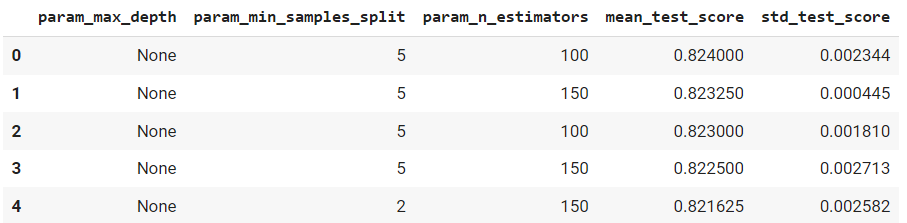 param_max_depth param_min_samples_split param_n_estimators mean_test_score std_test_score
0 None 5 100 0.824000 0.002344
1 None 5 150 0.823250 0.000445
2 None 5 100 0.823000 0.001810
3 None 5 150 0.822500 0.002713
4 None 2 150 0.821625 0.002582